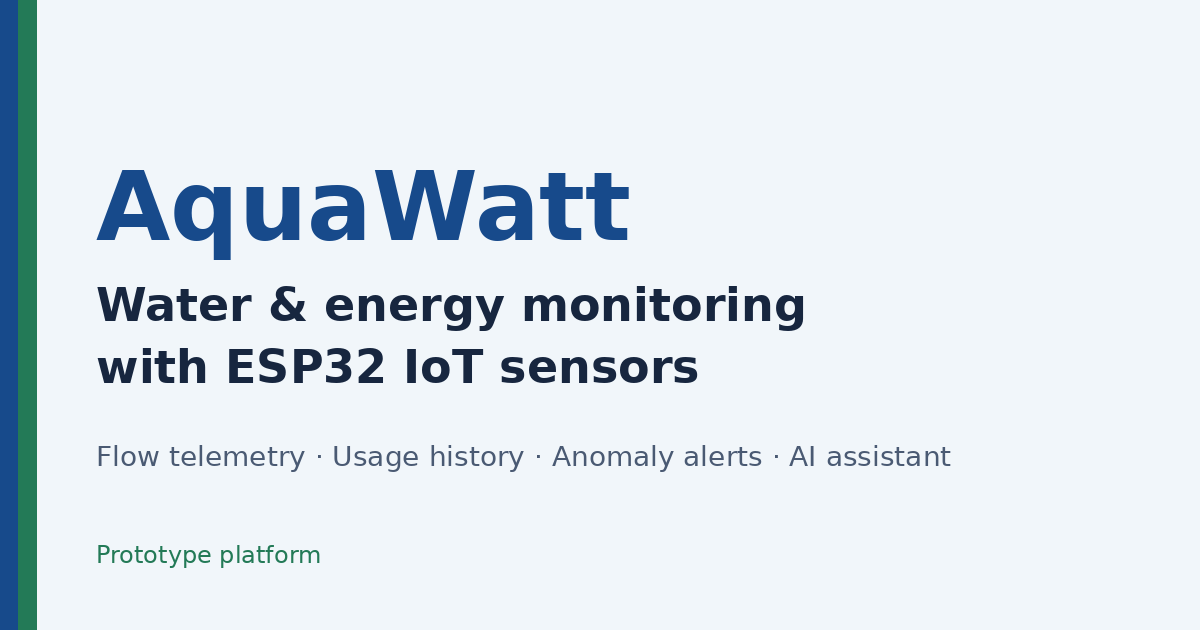 AquaWatt
Water & energy monitoring
with ESP32 IoT sensors
Flow telemetry · Usage history · Anomaly alerts · AI assistant
Prototype platform